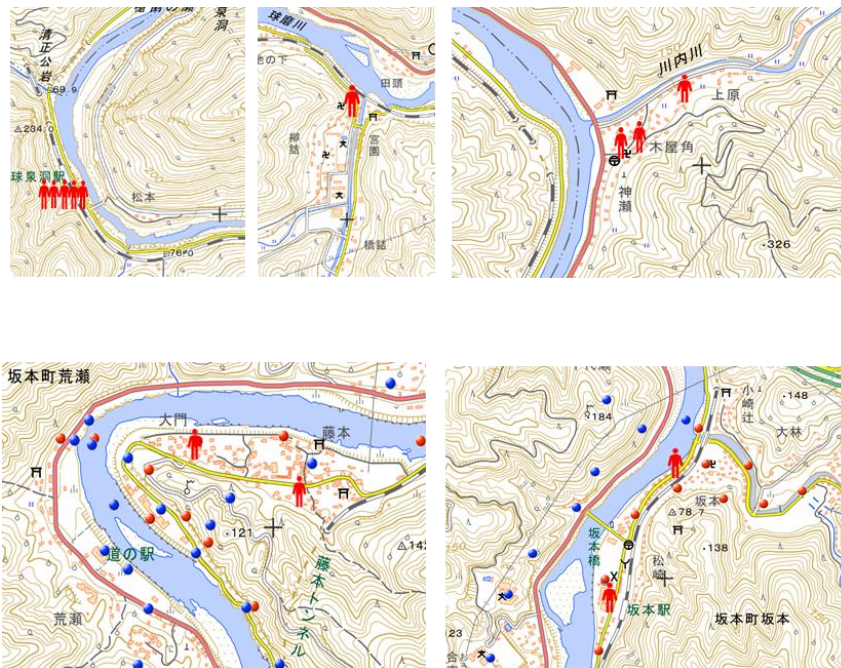 清正公岩
69.9
234.0
200
球泉洞駅
松本
76.0
球磨川
田頭
柳詰
宮園
橋詰
150
川内川
上原
木屋角
神瀬
326
坂本町荒瀬
大門
藤本
121
道の駅
藤本トンネル
荒瀬
184
小崎辻
148
大林
坂本
78.7
坂本橋
138
松崎
坂本駅
坂本町坂本